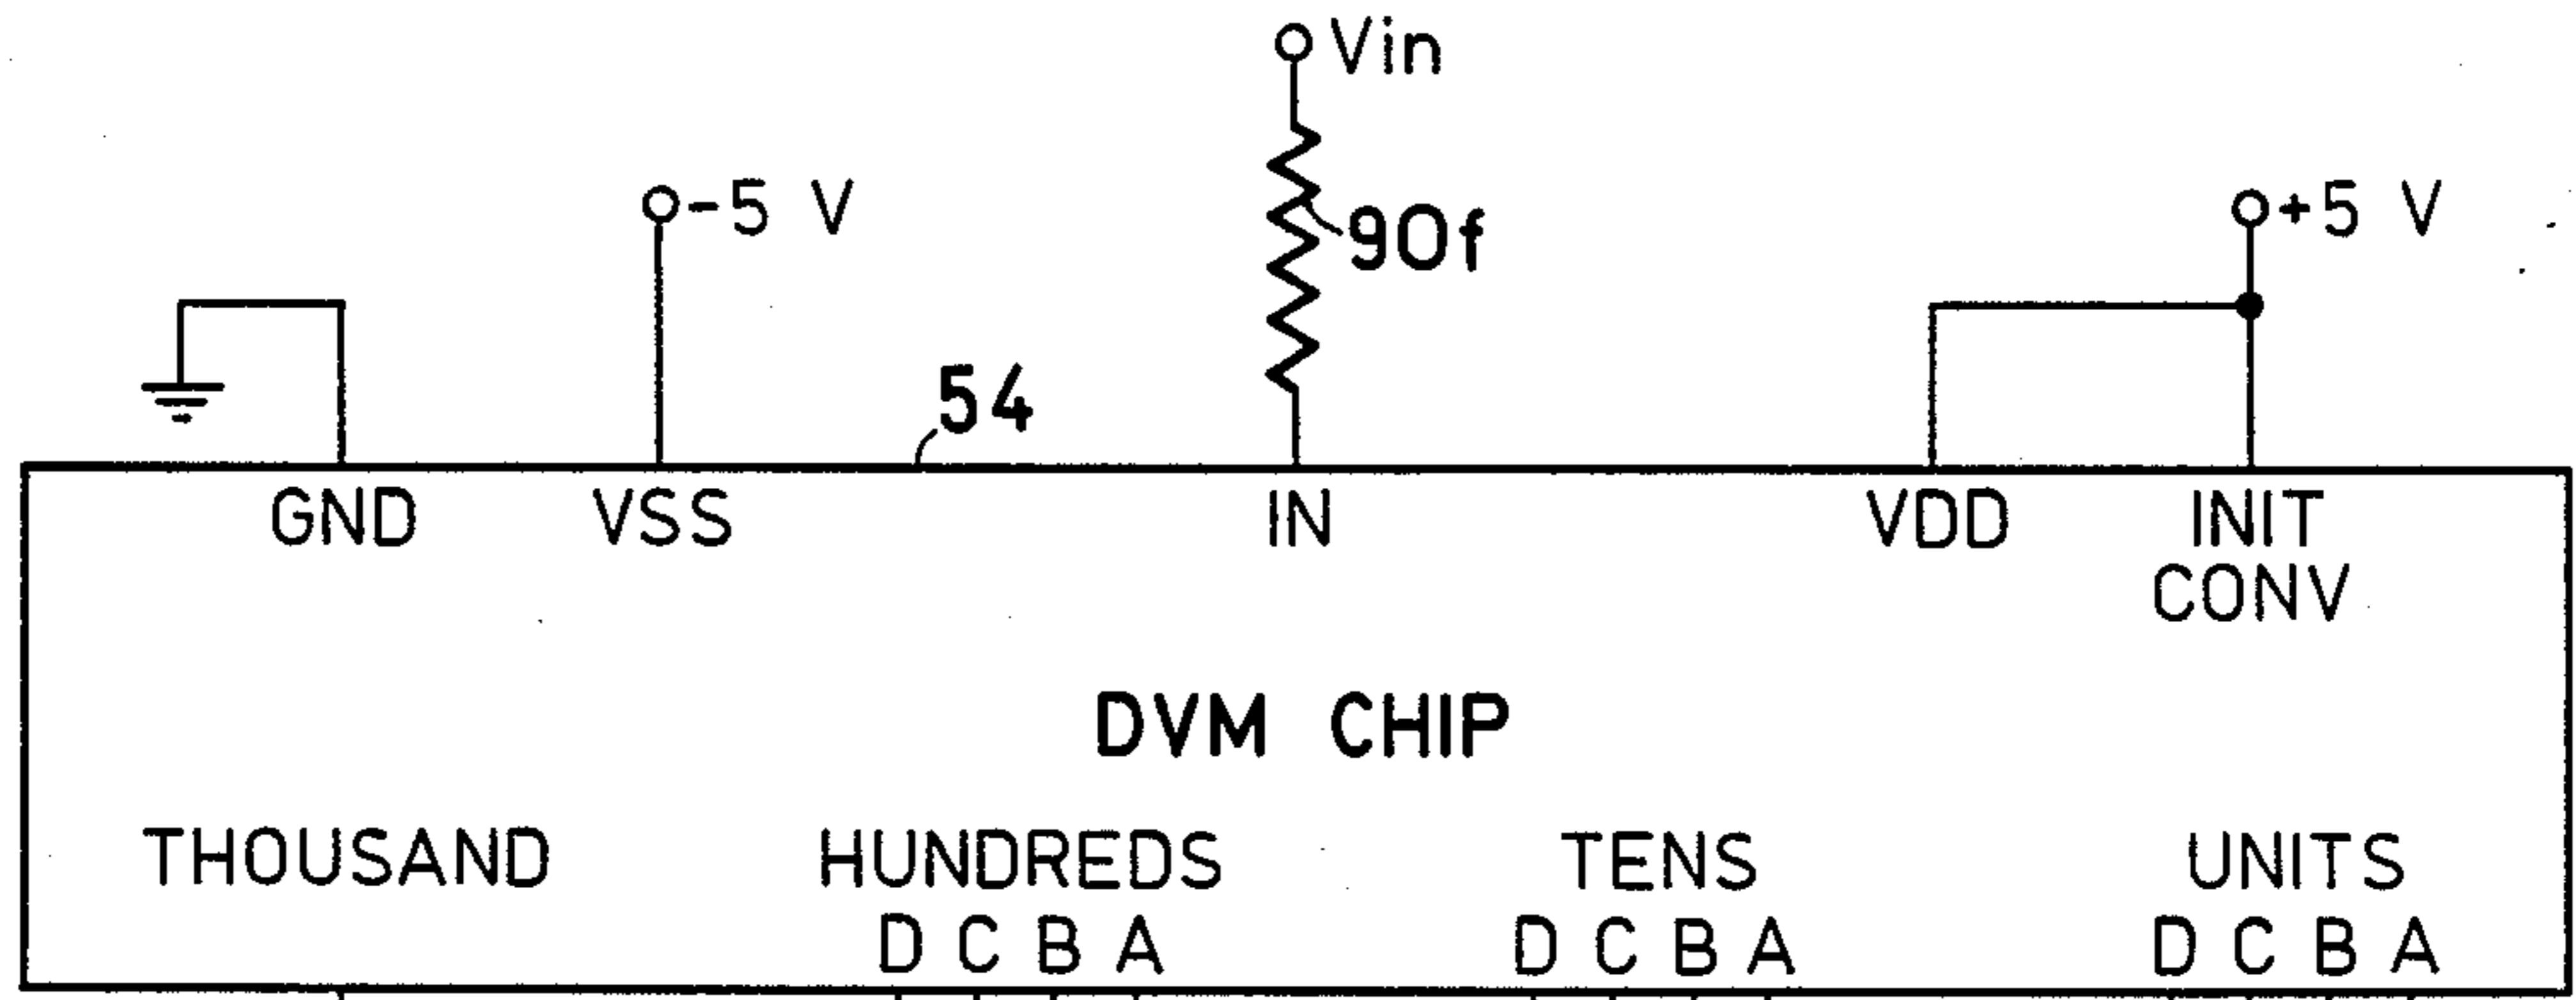 Vin
-5 V
90f
+5 V
54
GND VSS IN VDD INIT
CONV
DVM CHIP
THOUSAND HUNDREDS TENS UNITS
D C B A D C B A D C B A